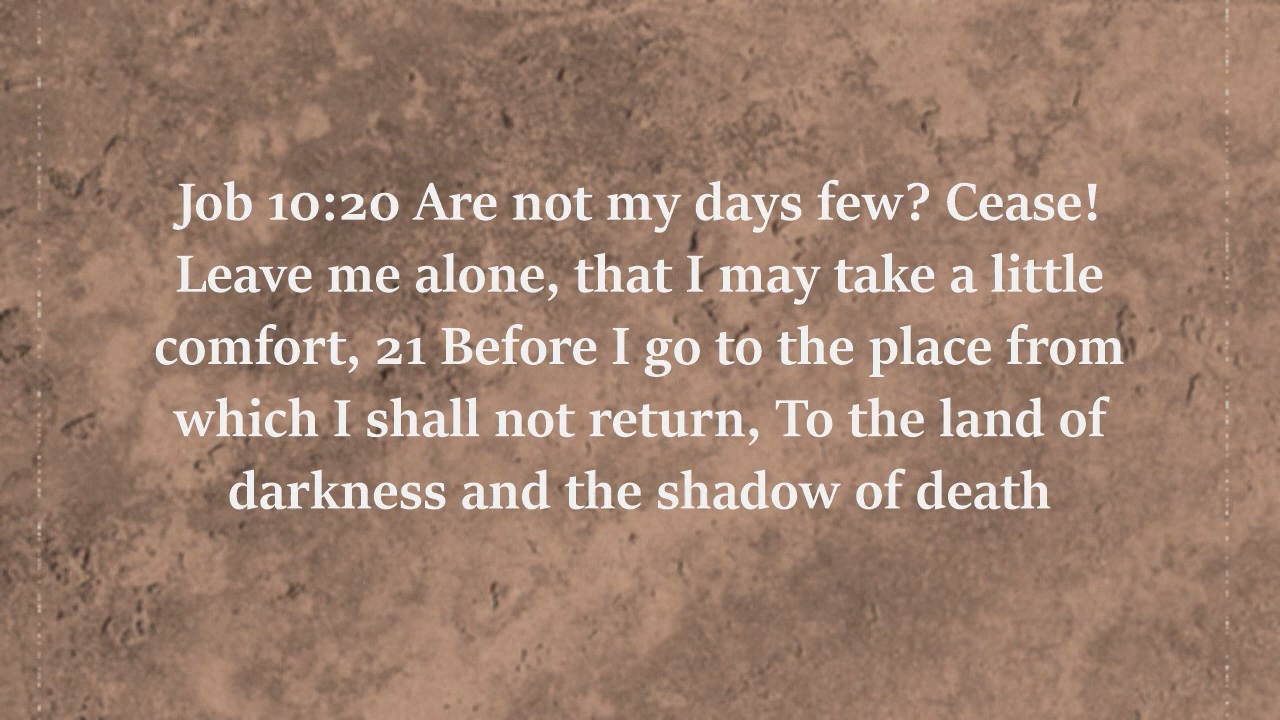 Job 10:20 Are not my days few? Cease!
Leave me alone, that I may take a little
comfort, 21 Before I go to the place from
which I shall not return, To the land of
darkness and the shadow of death